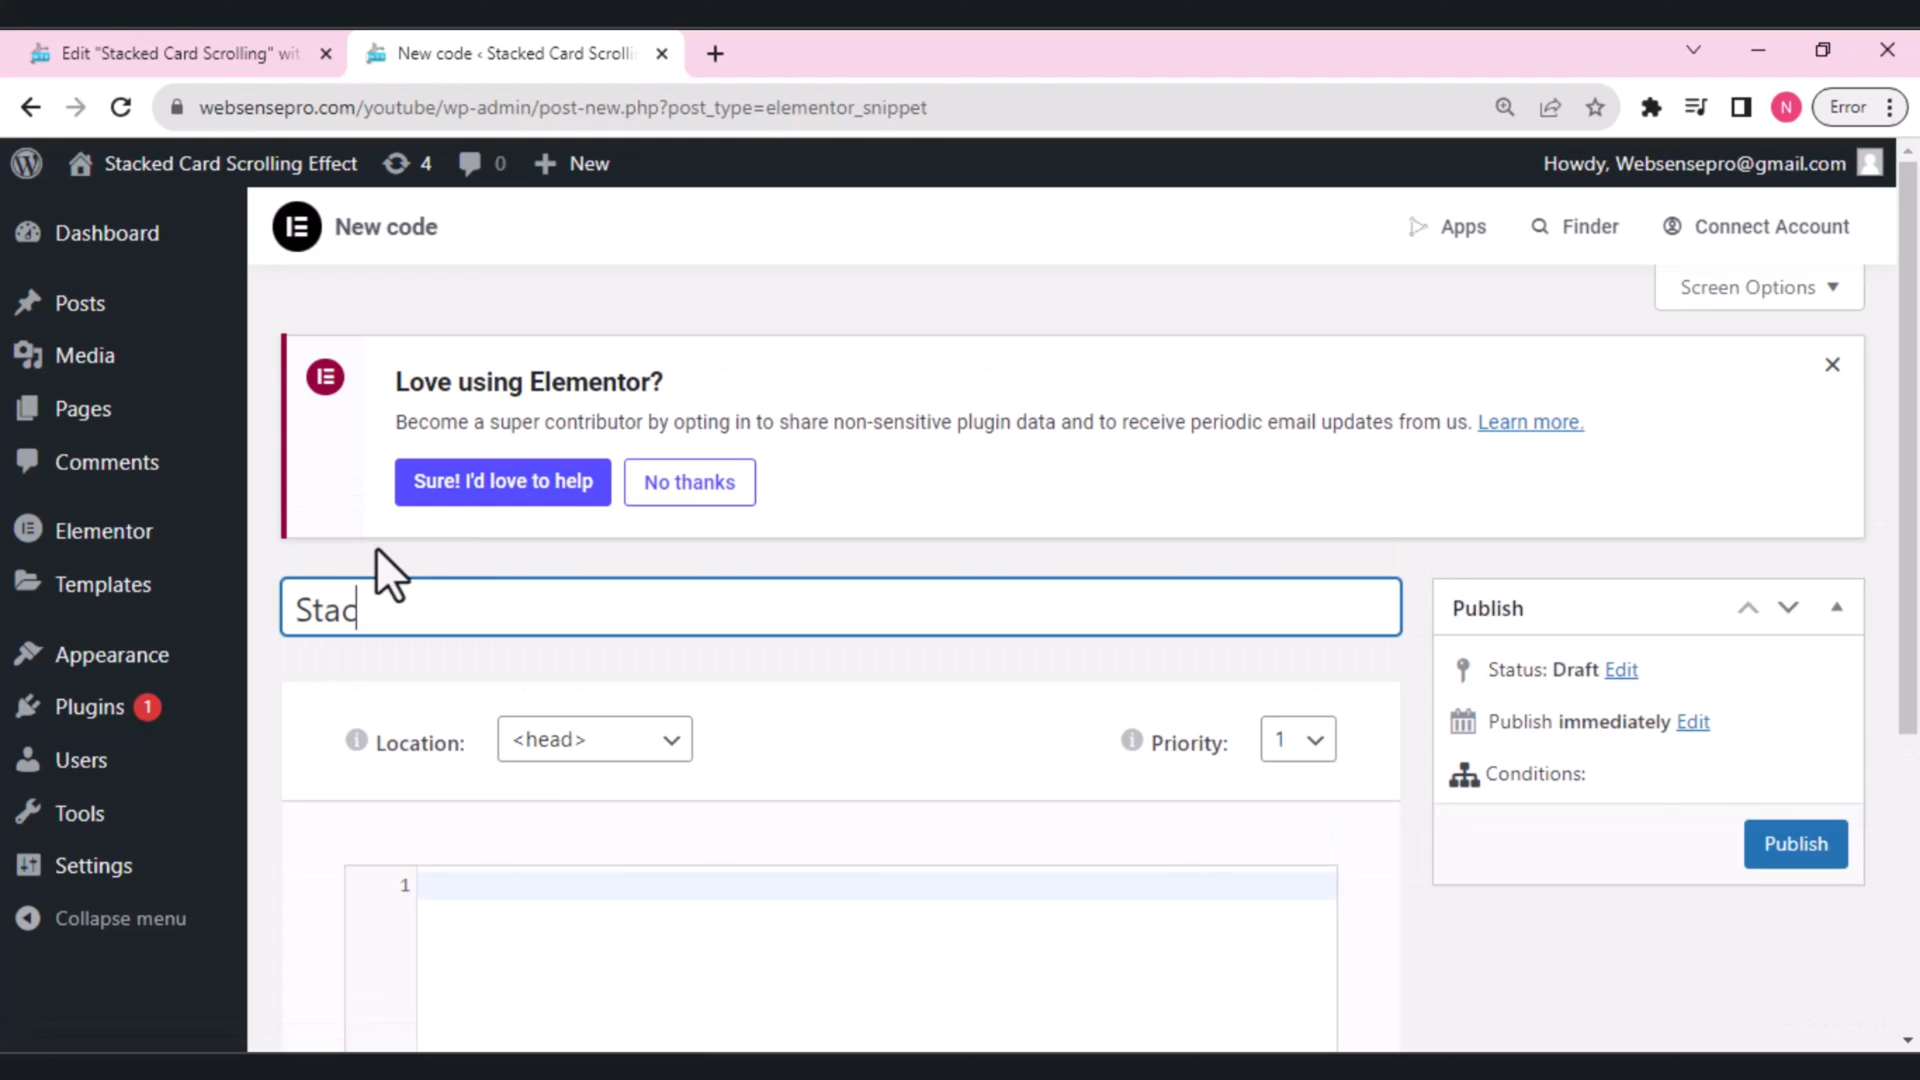 Edit "Stacked Card Scrolling" wit
New code ‹ Stacked Card Scrolli
websensepro.com/youtube/wp-admin/post-new.php?post_type=elementor_snippet
N
Error
Stacked Card Scrolling Effect
4
0
New
Howdy, Websensepro@gmail.com
Dashboard
Posts
Media
Pages
Comments
Elementor
Templates
Appearance
Plugins 1
Users
Tools
Settings
Collapse menu
New code
Apps
Finder
Connect Account
Screen Options
Love using Elementor?
Become a super contributor by opting in to share non-sensitive plugin data and to receive periodic email updates from us. Learn more.
Sure! I'd love to help
No thanks
Stac
Location:
<head>
Priority:
1
1
Publish
Status: Draft Edit
Publish immediately Edit
Conditions:
Publish